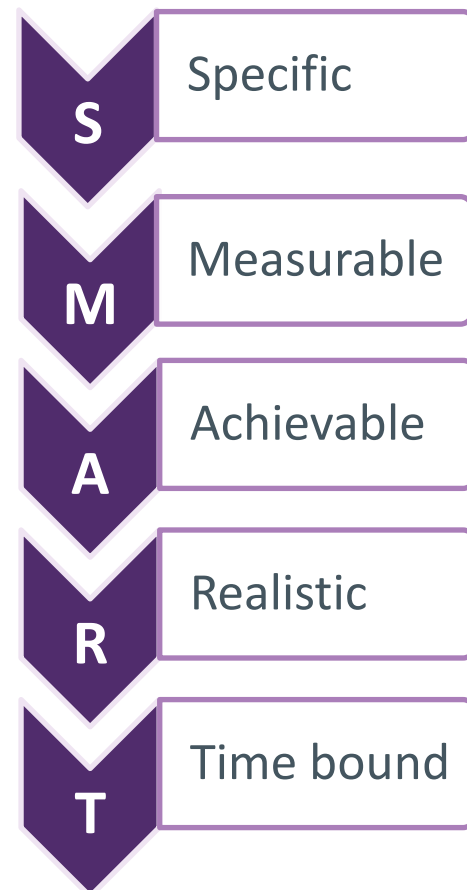 S
Specific
M
Measurable
A
Achievable
R
Realistic
T
Time bound